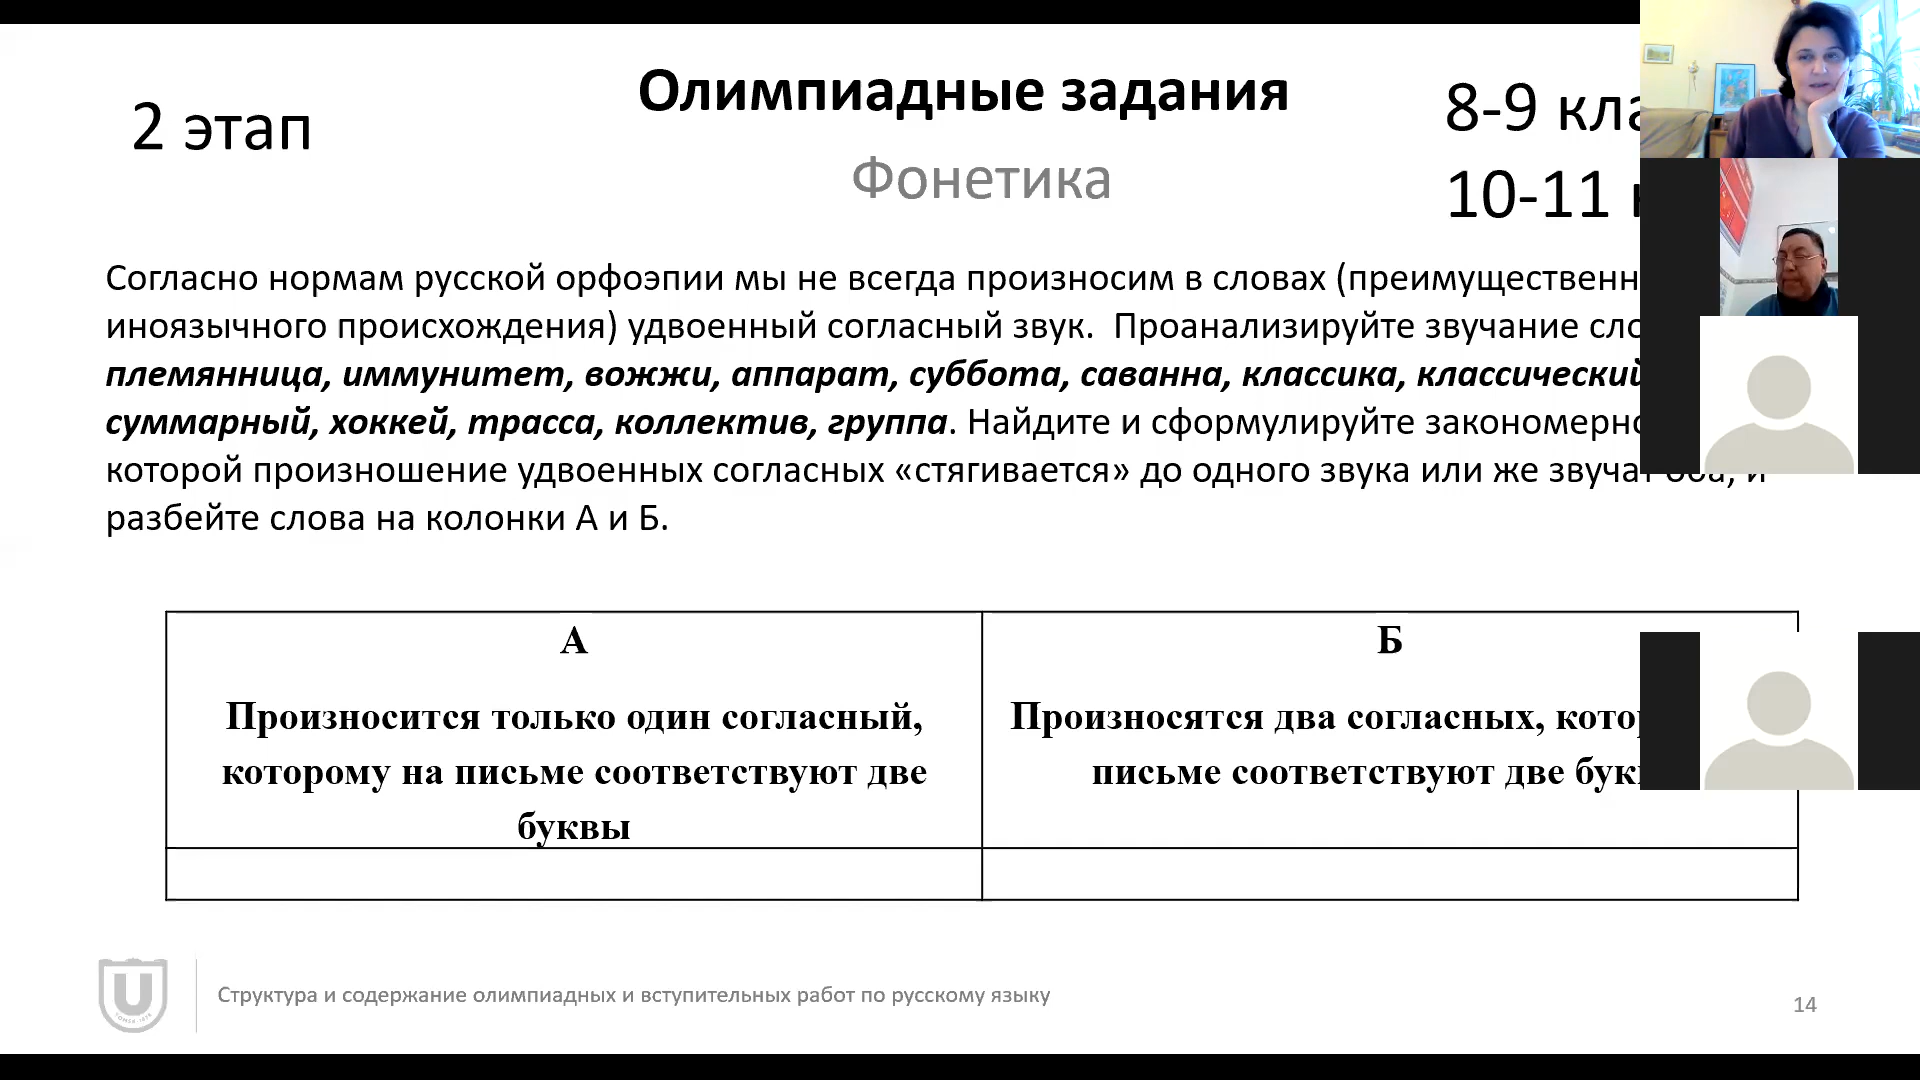 2 этап
Олимпиадные задания
Фонетика
8-9
10-11
Согласно нормам русской орфоэпии мы не всегда произносим в словах (преимущественн
иноязычного происхождения) удвоенный согласный звук. Проанализируйте звучание сло
племянница, иммунитет, вожжи, аппарат, суббота, саванна, классика, классический
суммарный, хоккей, трасса, коллектив, группа. Найдите и сформулируйте закономерно
которой произношение удвоенных согласных «стягивается» до одного звука или же звучат оба, и
разбейте слова на колонки А и Б.
А
Произносится только один согласный,
которому на письме соответствуют две
буквы
Б
Произносятся два согласных,
письме соответствуют две
Структура и содержание олимпиадных и вступительных работ по русскому языку
14
U